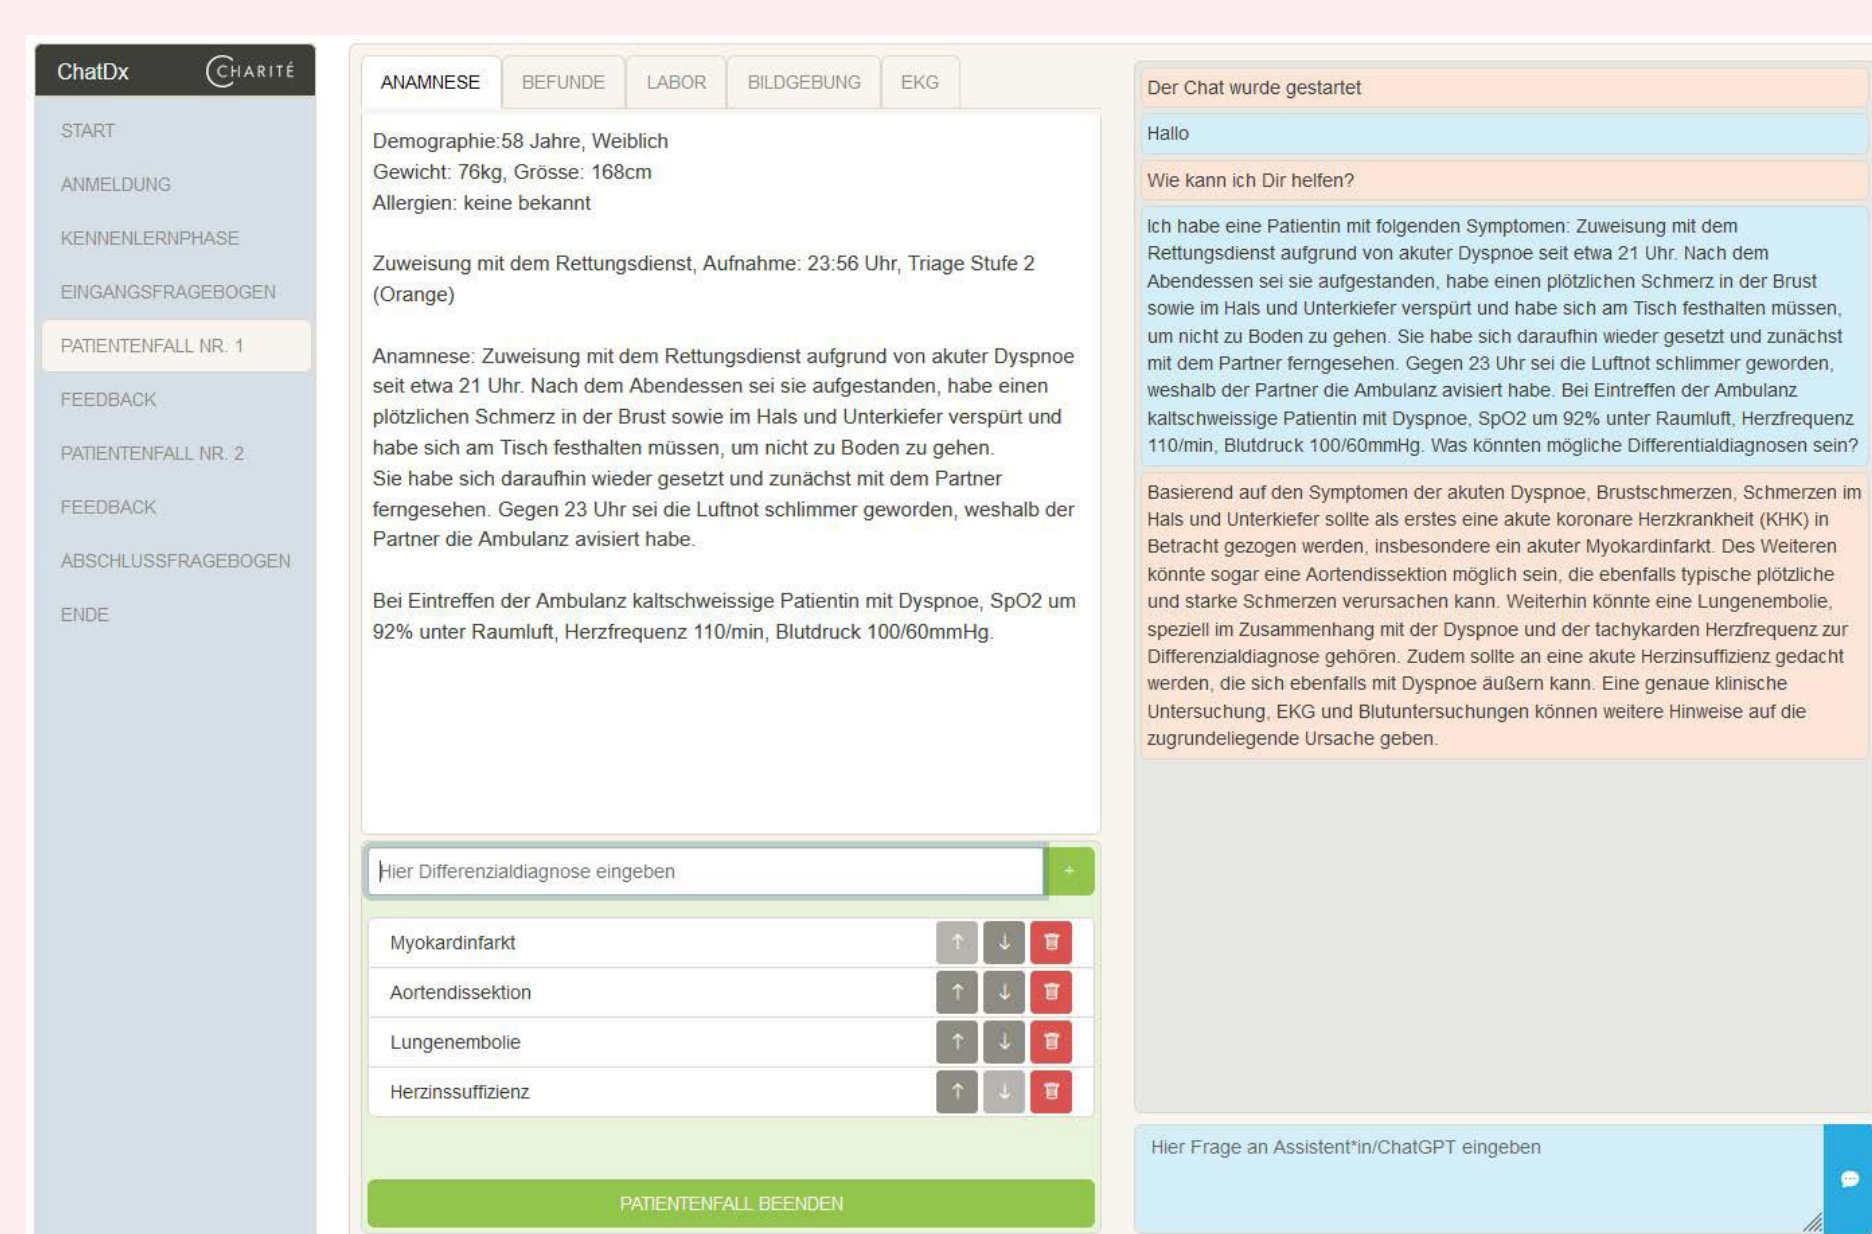 ChatDx
CHARITÉ
START
ANMELDUNG
KENNENLERNPHASE
EINGANGSFRAGEBOGEN
PATIENTENFALL NR. 1
FEEDBACK
PATIENTENFALL NR. 2
FEEDBACK
ABSCHLUSSFRAGEBOGEN
ENDE
ANAMNESE
BEFUNDE
LABOR
BILDGEBUNG
EKG
Demographie:58 Jahre, Weiblich
Gewicht: 76kg, Grösse: 168cm
Allergien: keine bekannt
Zuweisung mit dem Rettungsdienst, Aufnahme: 23:56 Uhr, Triage Stufe 2
(Orange)
Anamnese: Zuweisung mit dem Rettungsdienst aufgrund von akuter Dyspnoe
seit etwa 21 Uhr. Nach dem Abendessen sei sie aufgestanden, habe einen
plötzlichen Schmerz in der Brust sowie im Hals und Unterkiefer verspürt und
habe sich am Tisch festhalten müssen, um nicht zu Boden zu gehen.
Sie habe sich daraufhin wieder gesetzt und zunächst mit dem Partner
ferngesehen. Gegen 23 Uhr sei die Luftnot schlimmer geworden, weshalb der
Partner die Ambulanz avisiert habe.
Bei Eintreffen der Ambulanz kaltschweissige Patientin mit Dyspnoe, SpO2 um
92% unter Raumluft, Herzfrequenz 110/min, Blutdruck 100/60mmHg.
Hier Differenzialdiagnose eingeben
+
Myokardinfarkt
Aortendissektion
Lungenembolie
Herzinssuffizienz
PATIENTENFALL BEENDEN
Der Chat wurde gestartet
Hallo
Wie kann ich Dir helfen?
Ich habe eine Patientin mit folgenden Symptomen: Zuweisung mit dem
Rettungsdienst aufgrund von akuter Dyspnoe seit etwa 21 Uhr. Nach dem
Abendessen sei sie aufgestanden, habe einen plötzlichen Schmerz in der Brust
sowie im Hals und Unterkiefer verspürt und habe sich am Tisch festhalten müssen,
um nicht zu Boden zu gehen. Sie habe sich daraufhin wieder gesetzt und zunächst
mit dem Partner ferngesehen. Gegen 23 Uhr sei die Luftnot schlimmer geworden,
weshalb der Partner die Ambulanz avisiert habe. Bei Eintreffen der Ambulanz
kaltschweissige Patientin mit Dyspnoe, SpO2 um 92% unter Raumluft, Herzfrequenz
110/min, Blutdruck 100/60mmHg. Was könnten mögliche Differentialdiagnosen sein?
Basierend auf den Symptomen der akuten Dyspnoe, Brustschmerzen, Schmerzen im
Hals und Unterkiefer sollte als erstes eine akute koronare Herzkrankheit (KHK) in
Betracht gezogen werden, insbesondere ein akuter Myokardinfarkt. Des Weiteren
könnte sogar eine Aortendissektion möglich sein, die ebenfalls typische plötzliche
und starke Schmerzen verursachen kann. Weiterhin könnte eine Lungenembolie,
speziell im Zusammenhang mit der Dyspnoe und der tachykarden Herzfrequenz zur
Differenzialdiagnose gehören. Zudem sollte an eine akute Herzinsuffizienz gedacht
werden, die sich ebenfalls mit Dyspnoe äußern kann. Eine genaue klinische
Untersuchung, EKG und Blutuntersuchungen können weitere Hinweise auf die
zugrundeliegende Ursache geben.
Hier Frage an Assistent*in/ChatGPT eingeben